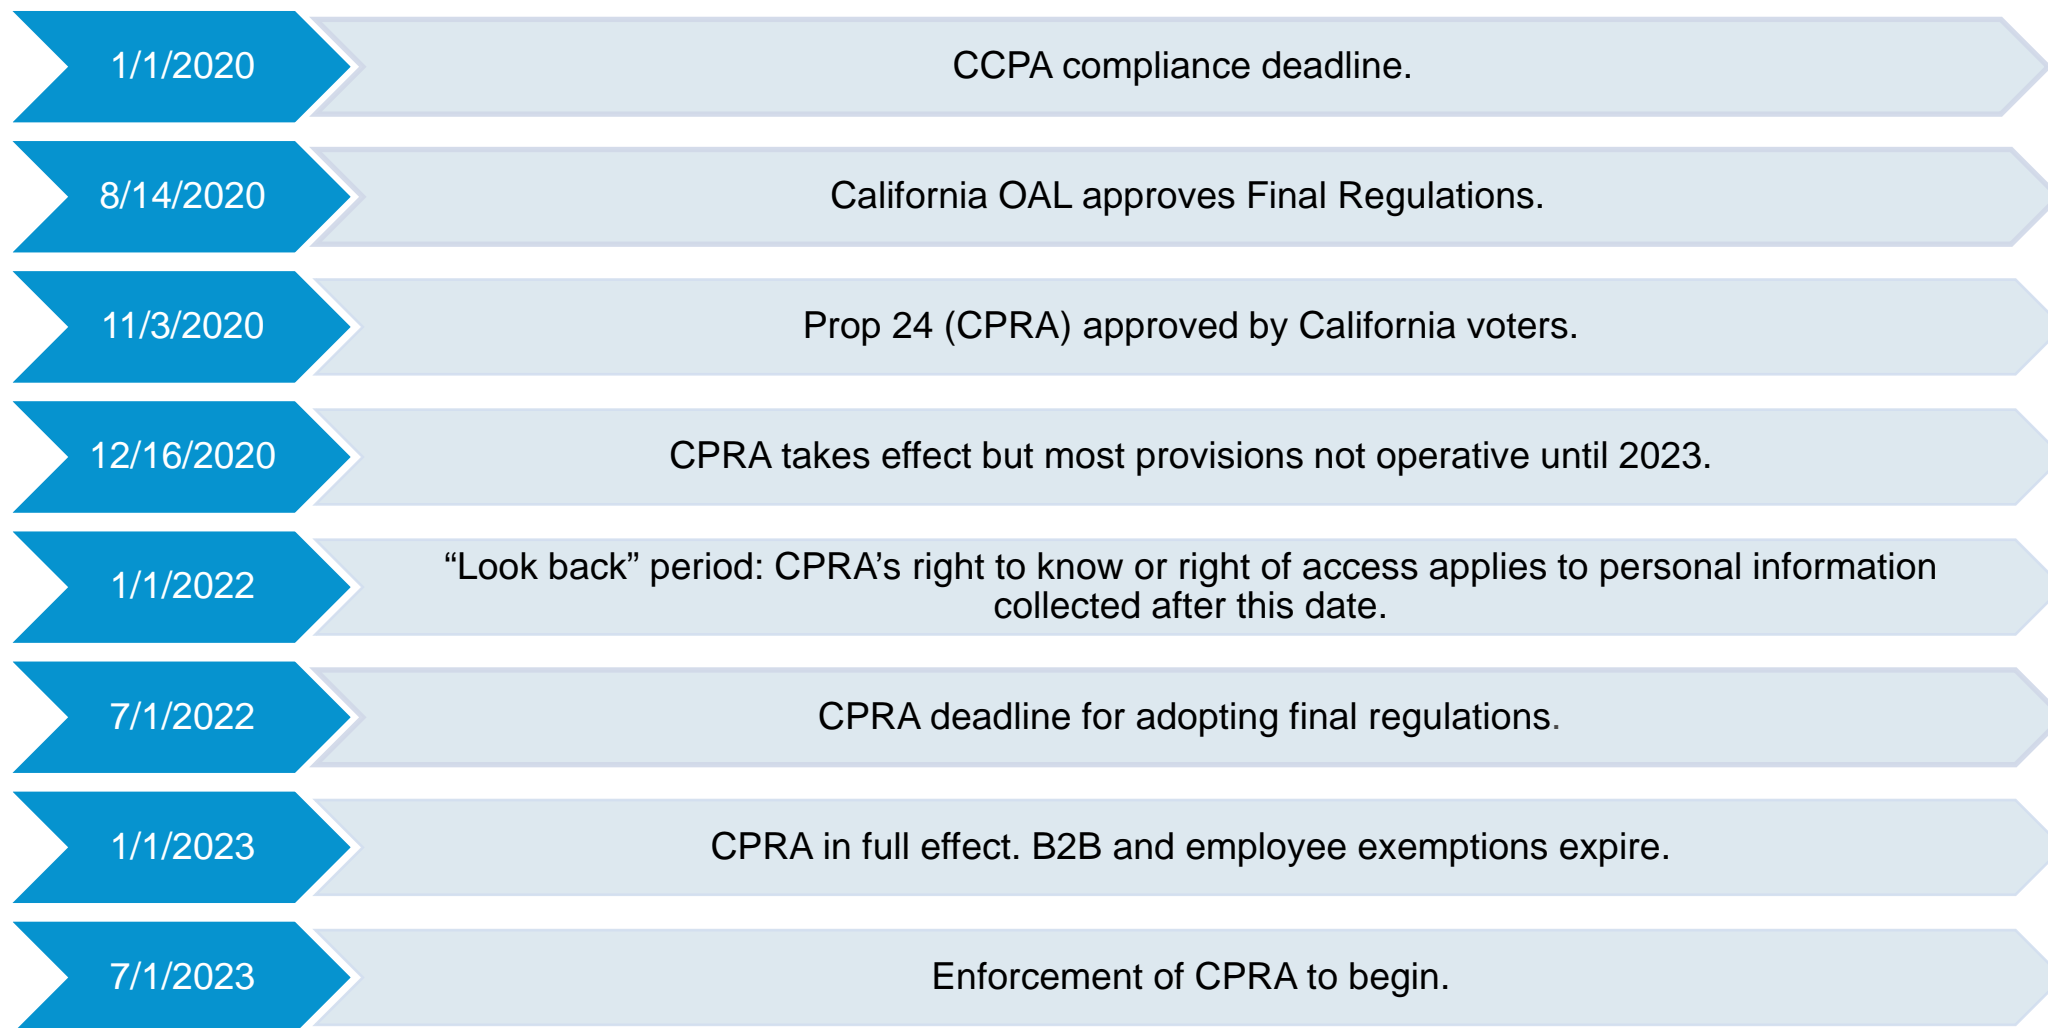 1/1/2020
CCPA compliance deadline.
8/14/2020
California OAL approves Final Regulations.
11/3/2020
Prop 24 (CPRA) approved by California voters.
12/16/2020
CPRA takes effect but most provisions not operative until 2023.
1/1/2022
“Look back” period: CPRA’s right to know or right of access applies to personal information
collected after this date.
7/1/2022
CPRA deadline for adopting final regulations.
1/1/2023
CPRA in full effect. B2B and employee exemptions expire.
7/1/2023
Enforcement of CPRA to begin.